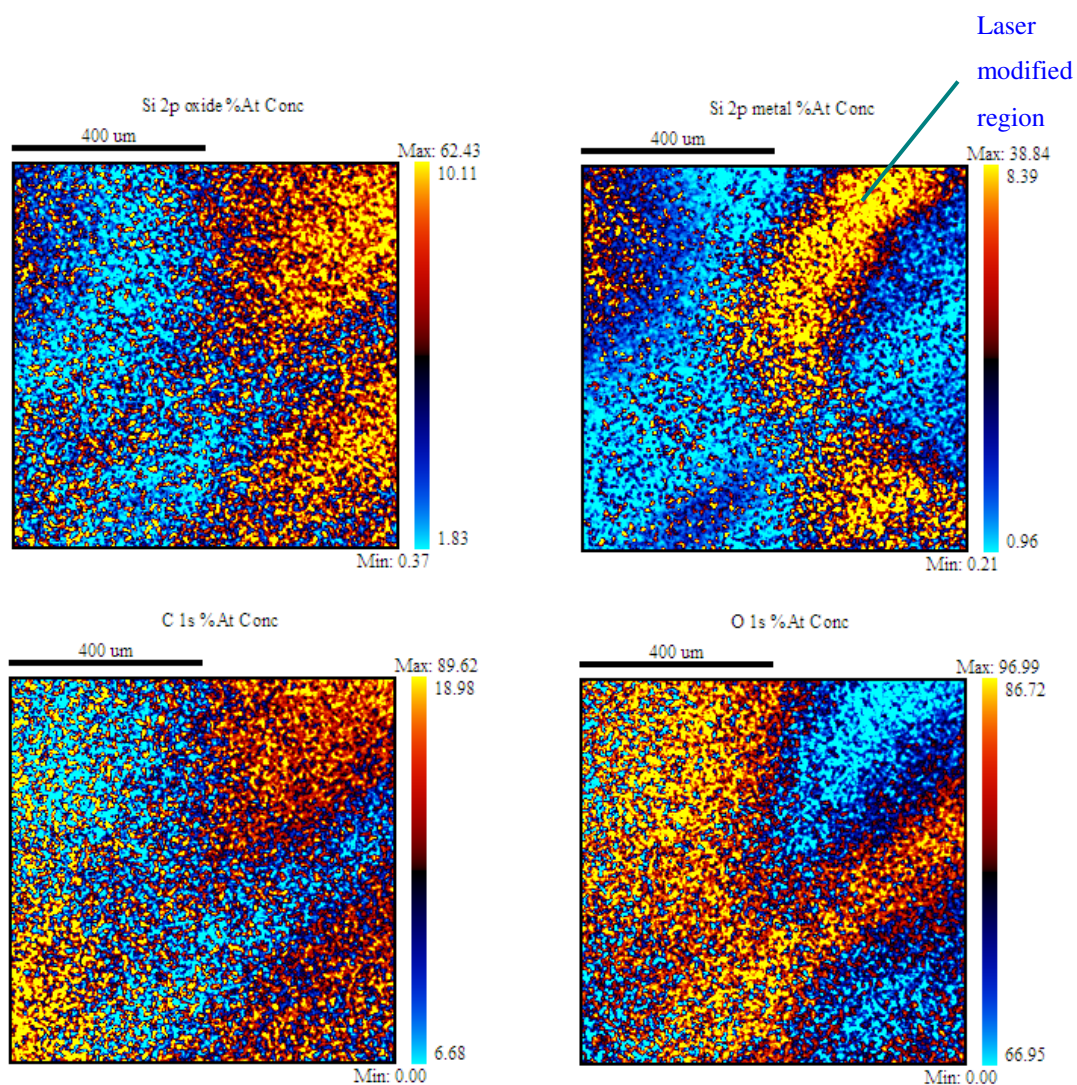 Laser
modified
region
Si 2p oxide %At Conc
400 um
Max: 62.43
10.11
1.83
Min: 0.37
Si 2p metal %At Conc
400 um
Max: 38.84
8.39
0.96
Min: 0.21
C 1s %At Conc
400 um
Max: 89.62
18.98
6.68
Min: 0.00
O 1s %At Conc
400 um
Max: 96.99
86.72
66.95
Min: 0.00